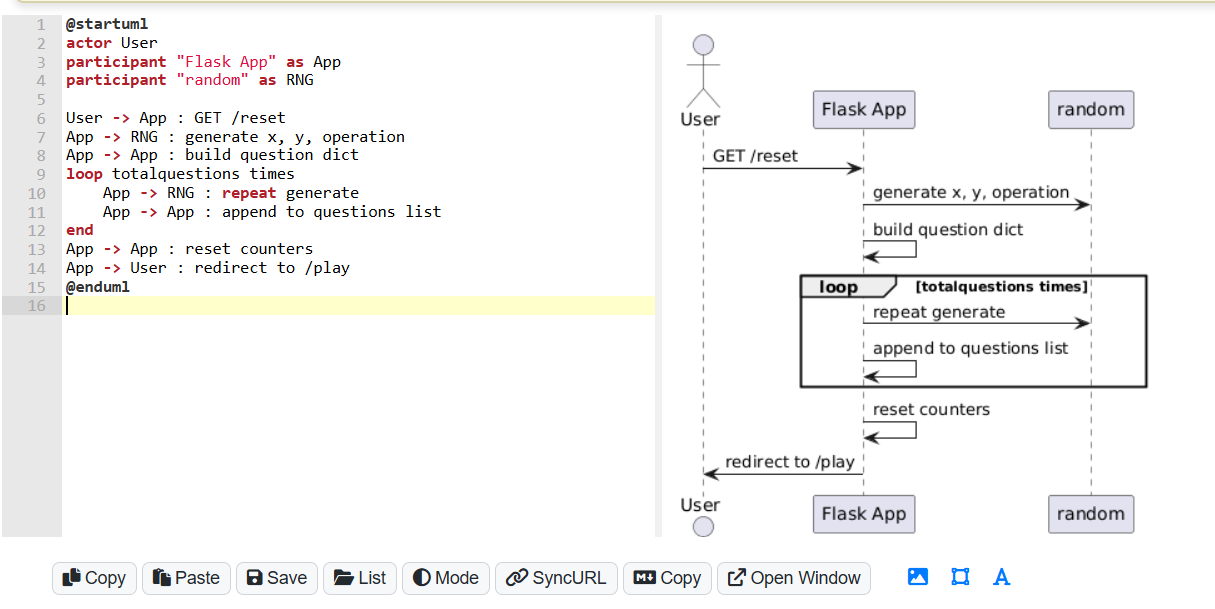 1 @startuml
2 actor User
3 participant "Flask App" as App
4 participant "random" as RNG
5
6 User -> App : GET /reset
7 App -> RNG : generate x, y, operation
8 App -> App : build question dict
9 loop totalquestions times
10 App -> RNG : repeat generate
11 App -> App : append to questions list
12 end
13 App -> App : reset counters
14 App -> User : redirect to /play
15 @enduml
16
User
Flask App
random
GET /reset
generate x, y, operation
build question dict
loop [totalquestions times]
repeat generate
append to questions list
reset counters
redirect to /play
User
Flask App
random
Copy Paste Save List Mode SyncURL M↓ Copy Open Window A